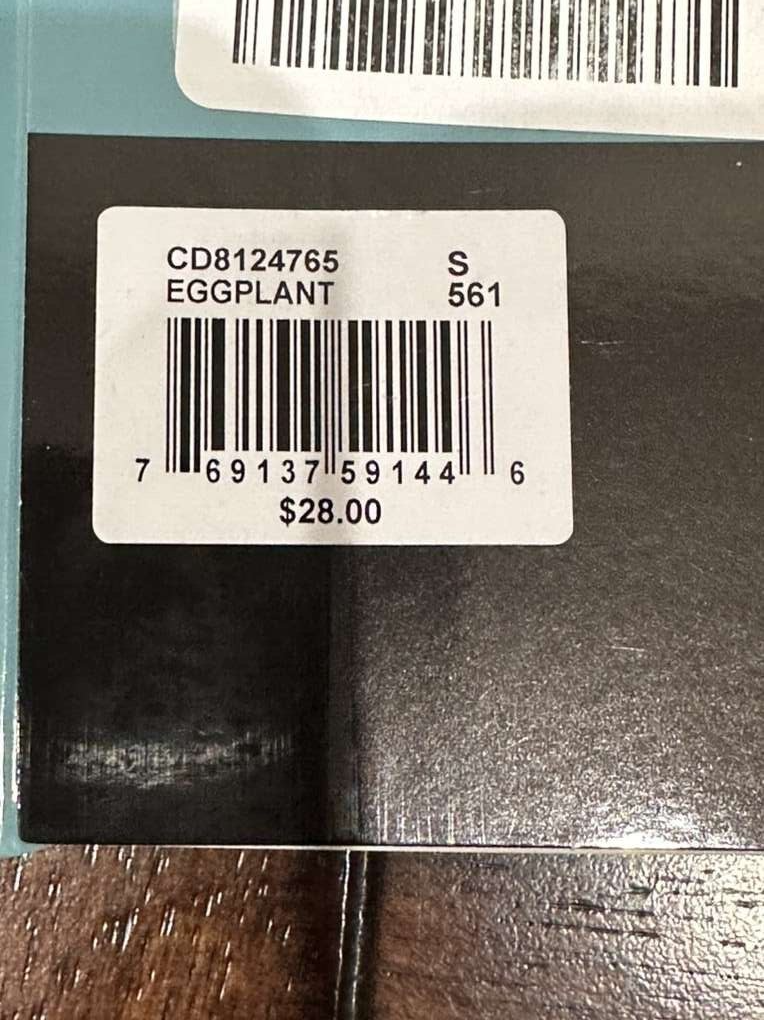 CD8124765 S
EGGPLANT 561
7 69137 59144 6
$28.00